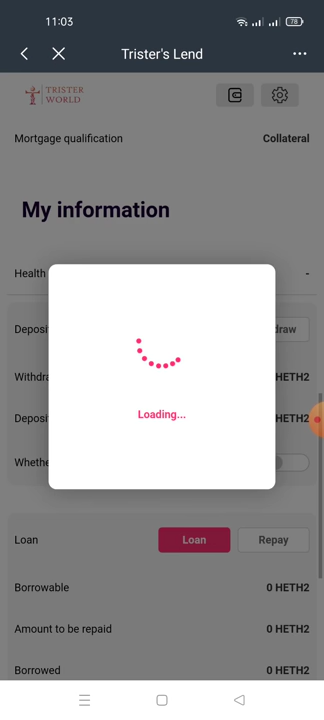 11:03
78
Trister's Lend
TRISTER
WORLD
Mortgage qualification Collateral
My information
Health -
Deposi draw
Withdra HETH2
Deposi HETH2
Whethe
Loading...
Loan Loan Repay
Borrowable 0 HETH2
Amount to be repaid 0 HETH2
Borrowed 0 HETH2